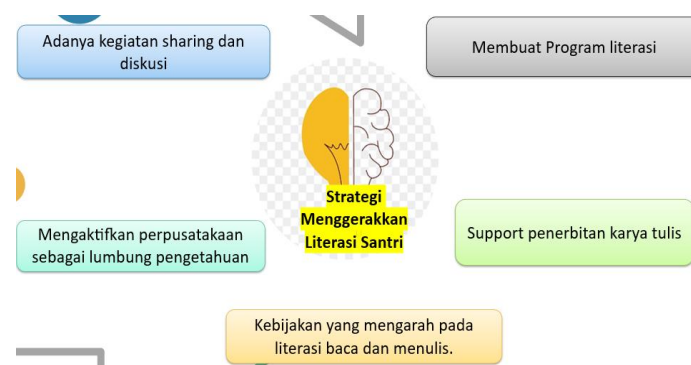 Adanya kegiatan sharing dan
diskusi
Membuat Program literasi
Strategi
Menggerakkan
Literasi Santri
Mengaktifkan perpusatakaan
sebagai lumbung pengetahuan
Support penerbitan karya tulis
Kebijakan yang mengarah pada
literasi baca dan menulis.